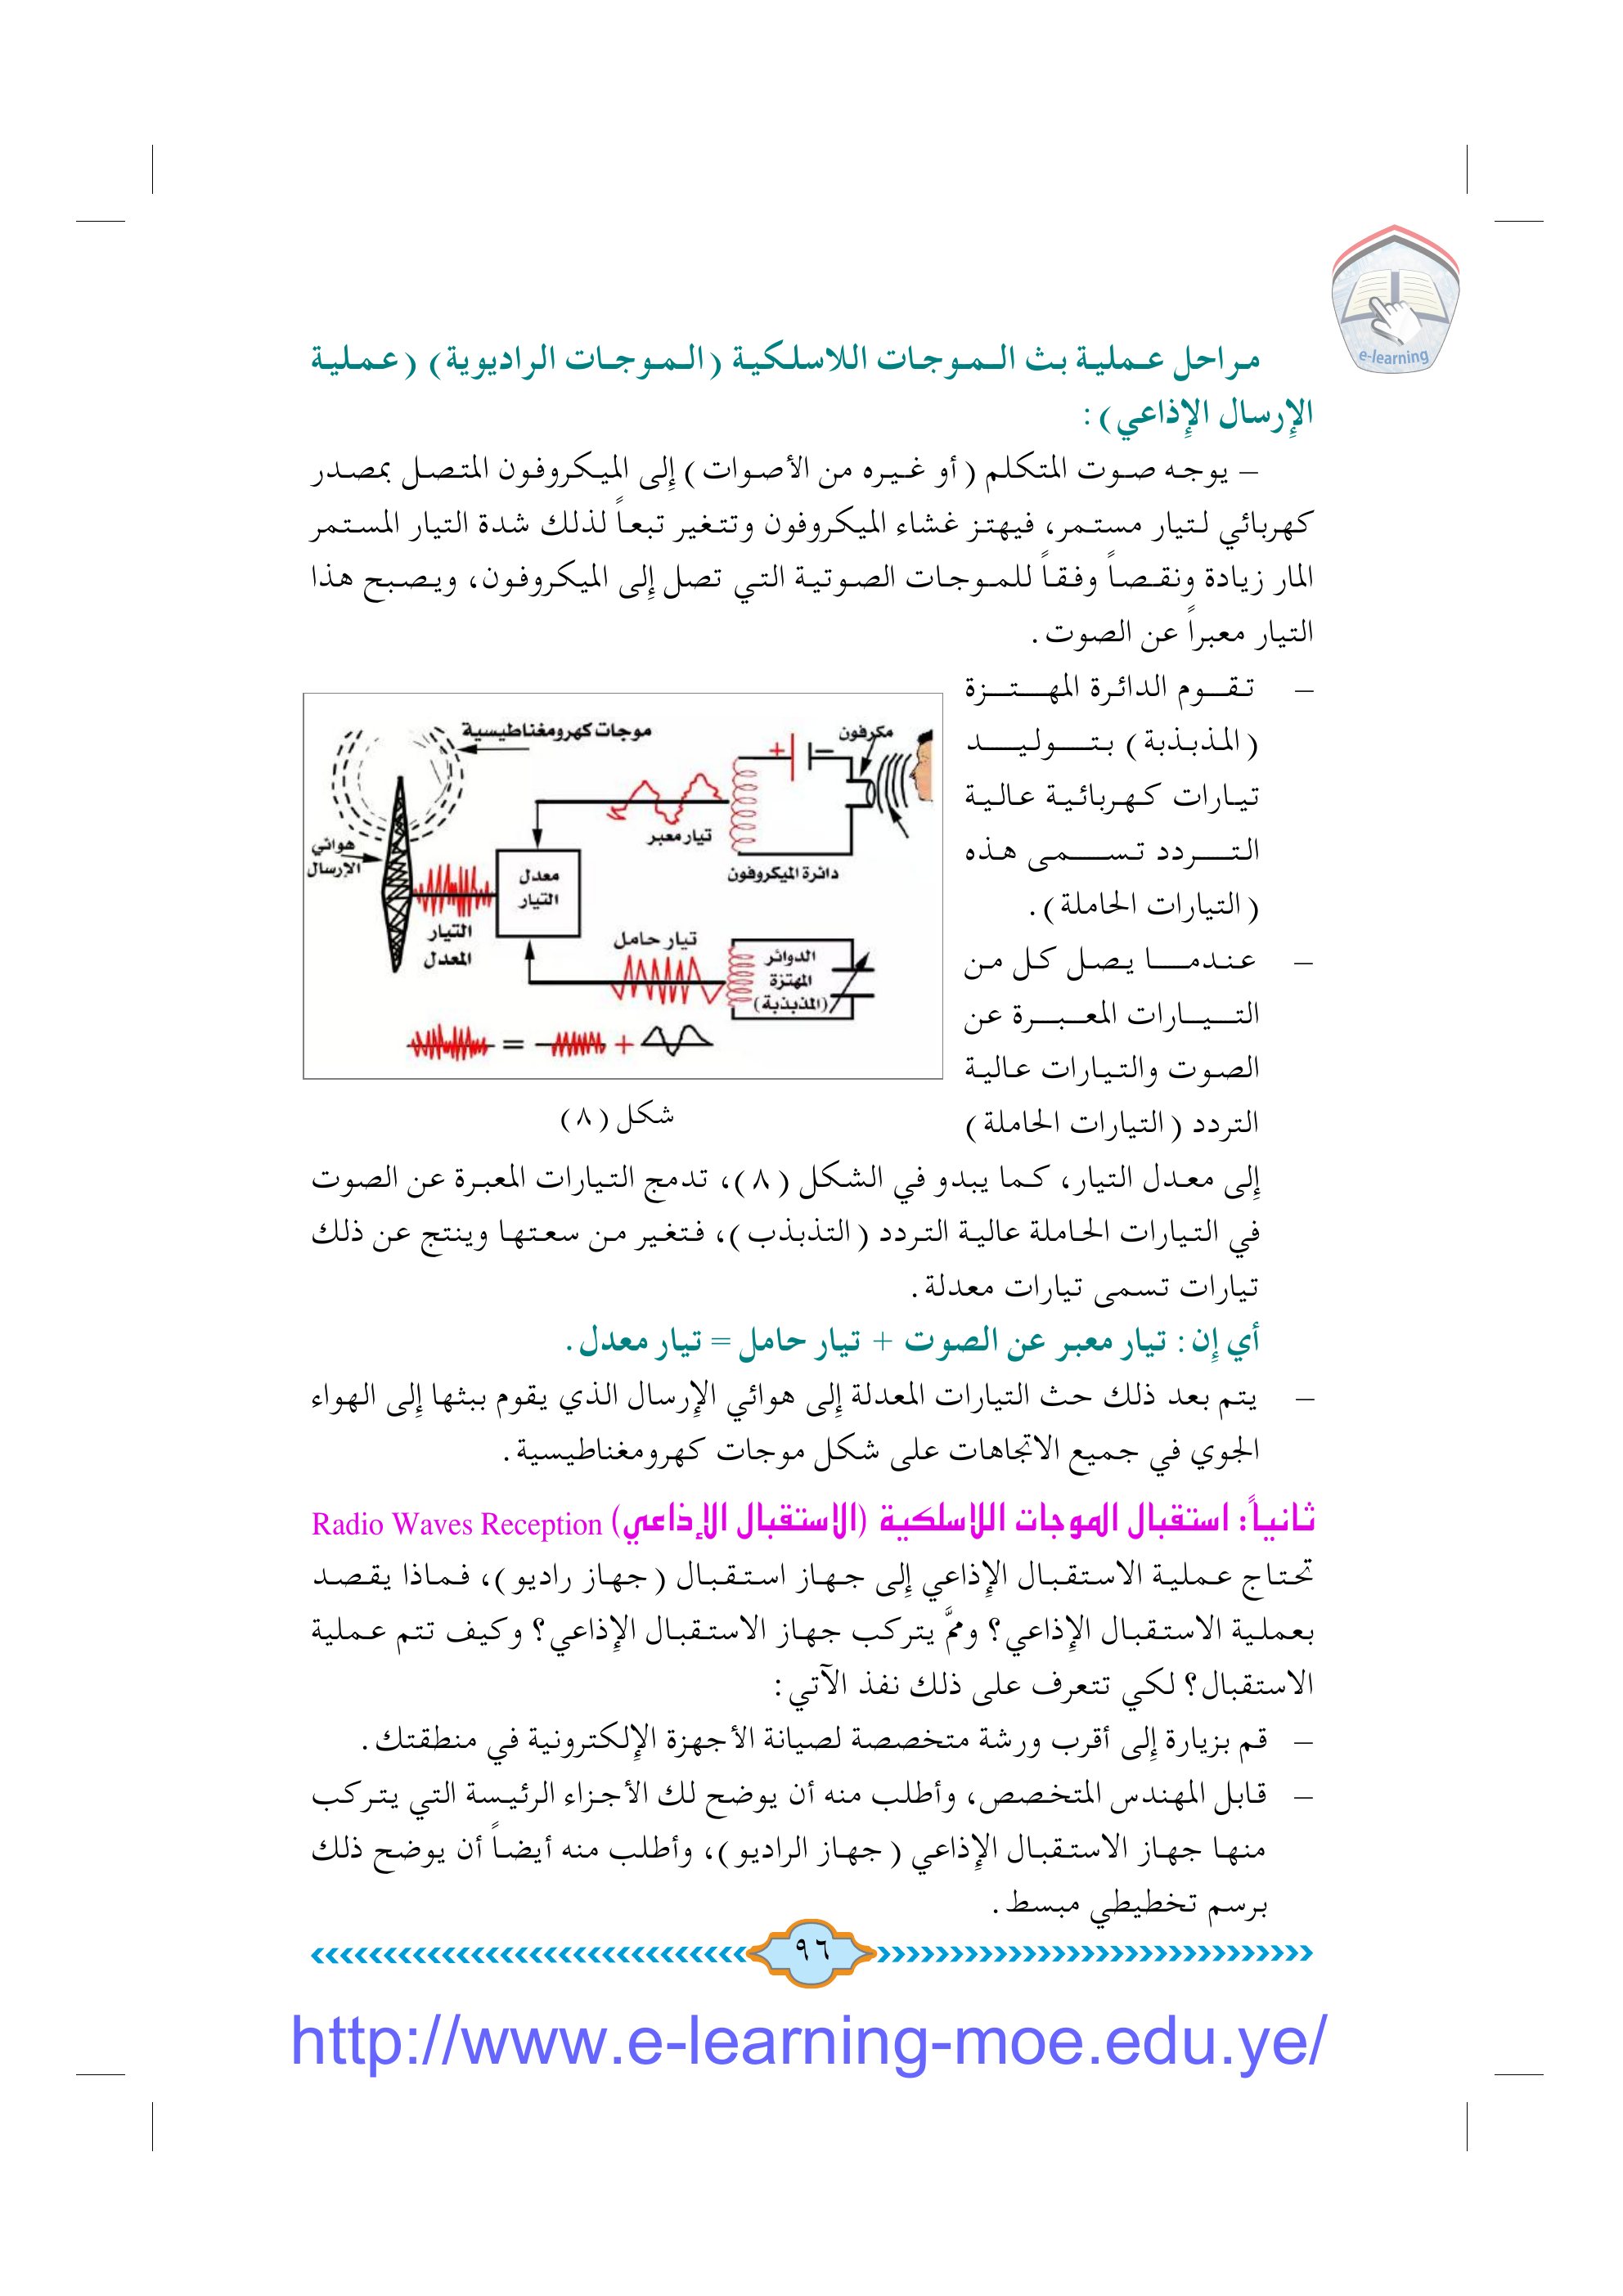 e-learning
مراحل عملية بث الموجات اللاسلكية (الموجات الراديوية) (عملية
الإرسال الإذاعي) :
– يوجه صوت المتكلم (أو غيره من الأصوات) إلى الميكروفون المتصل بمصدر
كهربائي لتيار مستمر، فيهتز غشاء الميكروفون وتتغير تبعاً لذلك شدة التيار المستمر
المار زيادة ونقصاً وفقاً للموجات الصوتية التي تصل إلى الميكروفون، ويصبح هذا
التيار معبراً عن الصوت .
– تقوم الدائرة المهتزة
(المذبذبة) بتوليد
تيارات كهربائية عالية
التردد تسمى هذه
(التيارات الحاملة) .
– عندما يصل كل من
التيارات المعبرة عن
الصوت والتيارات عالية
التردد (التيارات الحاملة)
موجات كهرومغناطيسية
مكرفون
هوائي
الإرسال
تيار معبر
دائرة الميكروفون
معدل
التيار
التيار
المعدل
تيار حامل
الدوائر
المهتزة
(المذبذبة)
+ =
شكل (٨)
إلى معدل التيار، كما يبدو في الشكل (٨)، تدمج التيارات المعبرة عن الصوت
في التيارات الحاملة عالية التردد (التذبذب)، فتغير من سعتها وينتج عن ذلك
تيارات تسمى تيارات معدلة .
أي إن : تيار معبر عن الصوت + تيار حامل = تيار معدل .
– يتم بعد ذلك حث التيارات المعدلة إلى هوائي الإرسال الذي يقوم ببثها إلى الهواء
الجوي في جميع الاتجاهات على شكل موجات كهرومغناطيسية .
ثانياً: استقبال الموجات اللاسلكية (الاستقبال الإذاعي) Radio Waves Reception
تحتاج عملية الاستقبال الإذاعي إلى جهاز استقبال (جهاز راديو)، فماذا يقصد
بعملية الاستقبال الإذاعي؟ وممَّ يتركب جهاز الاستقبال الإذاعي؟ وكيف تتم عملية
الاستقبال؟ لكي تتعرف على ذلك نفذ الآتي :
– قم بزيارة إلى أقرب ورشة متخصصة لصيانة الأجهزة الإلكترونية في منطقتك .
– قابل المهندس المتخصص، وأطلب منه أن يوضح لك الأجزاء الرئيسة التي يتركب
منها جهاز الاستقبال الإذاعي (جهاز الراديو)، وأطلب منه أيضاً أن يوضح ذلك
برسم تخطيطي مبسط .
٩٦
http://www.e-learning-moe.edu.ye/